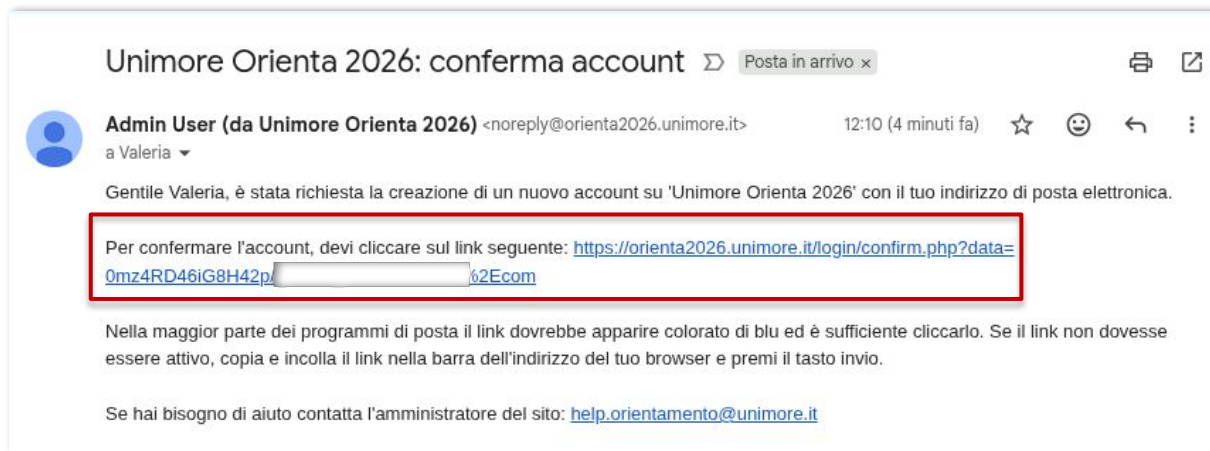 Unimore Orienta 2026: conferma account Posta in arrivo x
Admin User (da Unimore Orienta 2026) <noreply@orienta2026.unimore.it> 12:10 (4 minuti fa)
a Valeria
Gentile Valeria, è stata richiesta la creazione di un nuovo account su 'Unimore Orienta 2026' con il tuo indirizzo di posta elettronica.
Per confermare l'account, devi cliccare sul link seguente: https://orienta2026.unimore.it/login/confirm.php?data=
0mz4RD46iG8H42p/ %2Ecom
Nella maggior parte dei programmi di posta il link dovrebbe apparire colorato di blu ed è sufficiente cliccarlo. Se il link non dovesse
essere attivo, copia e incolla il link nella barra dell'indirizzo del tuo browser e premi il tasto invio.
Se hai bisogno di aiuto contatta l'amministratore del sito: help.orientamento@unimore.it